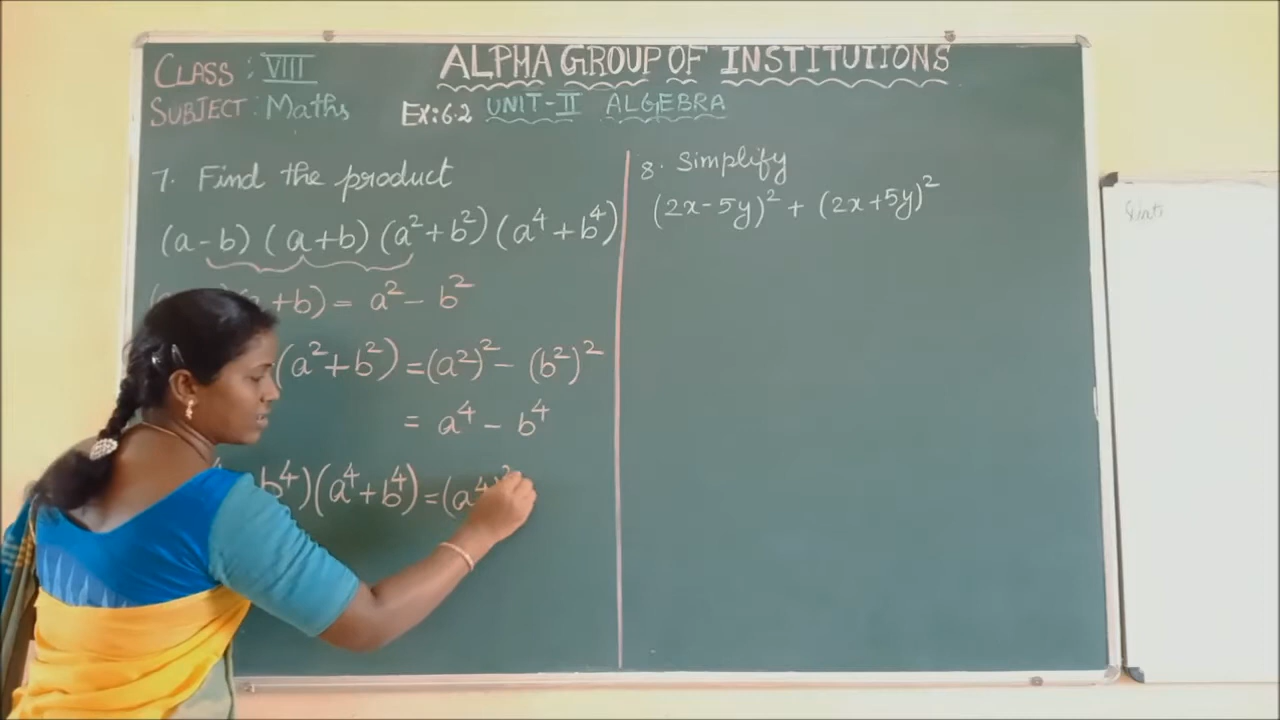 ALPHA GROUP OF INSTITUTIONS
CLASS : VIII
SUBJECT : Maths
Ex: 6.2 UNIT-II ALGEBRA
7. Find the product
(a-b) (a+b) (a²+b²) (a⁴+b⁴)
+b) = a² - b²
(a²+b²) = (a²)² - (b²)²
= a⁴ - b⁴
b⁴)(a⁴+b⁴) = (a⁴)²
8. Simplify
(2x-5y)² + (2x+5y)²